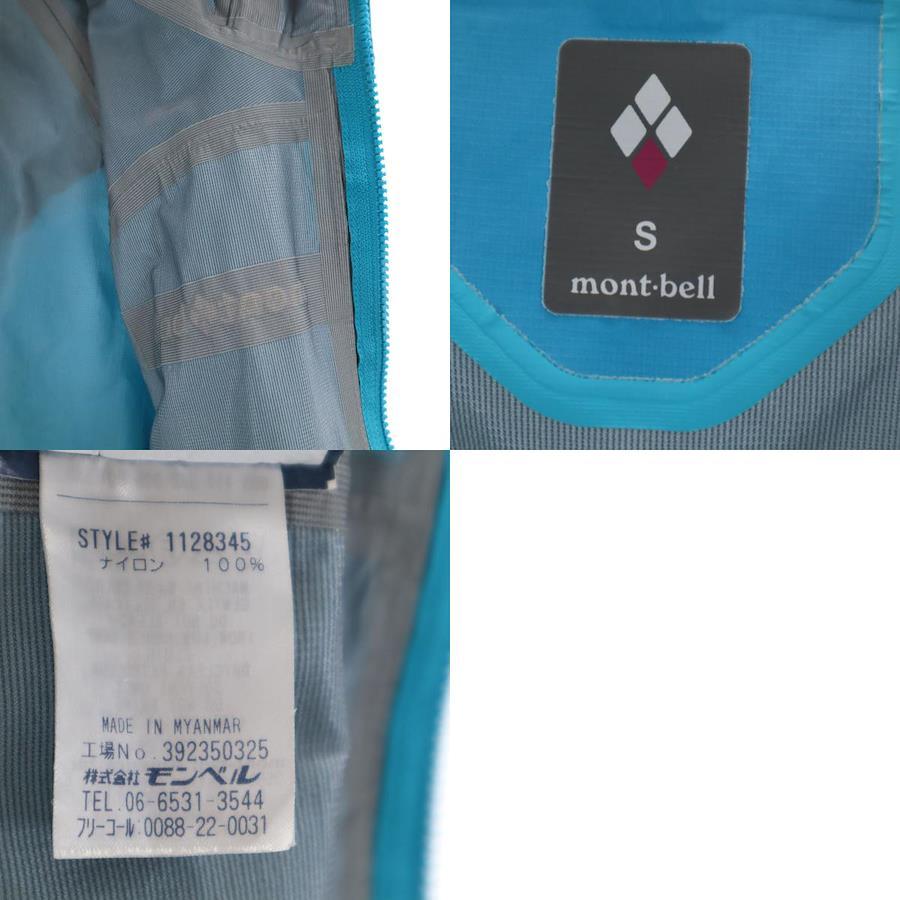 S
mont·bell
STYLE# 1128345
ナイロン 100%
MADE IN MYANMAR
工場No.392350325
株式会社 モンベル
TEL.06-6531-3544
フリーコール:0088-22-0031